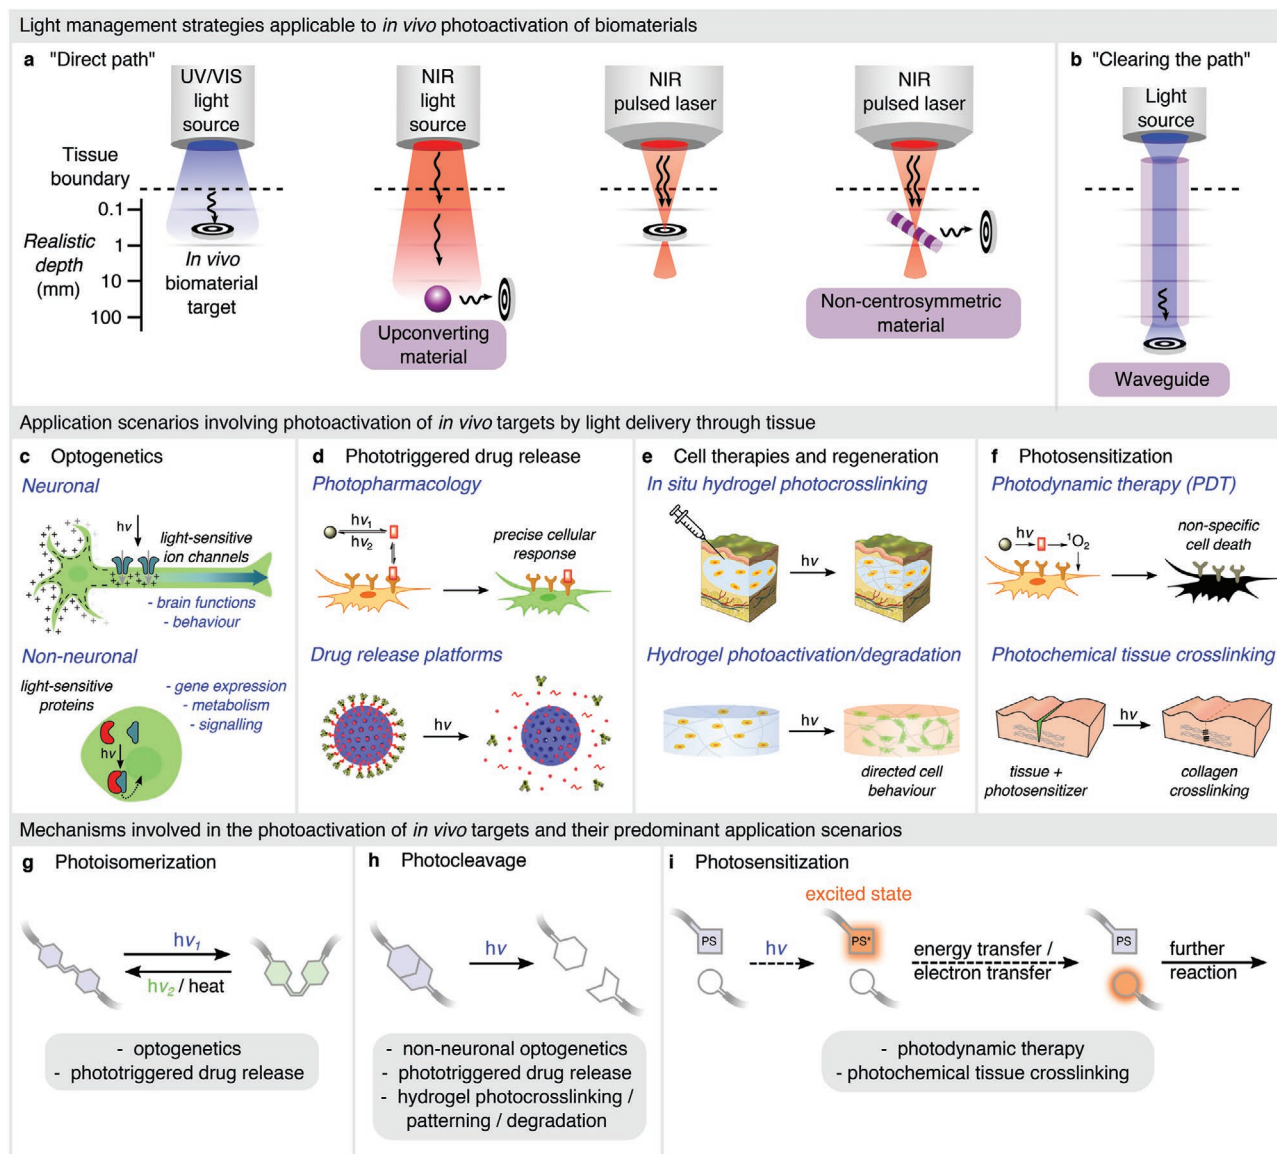 Light management strategies applicable to in vivo photoactivation of biomaterials
a "Direct path"
UV/VIS
light
source
NIR
light
source
NIR
pulsed laser
NIR
pulsed laser
b "Clearing the path"
Light
source
Tissue
boundary
0.1
1
10
100
Realistic
depth
(mm)
In vivo
biomaterial
target
Upconverting
material
Non-centrosymmetric
material
Waveguide
Application scenarios involving photoactivation of in vivo targets by light delivery through tissue
c Optogenetics
Neuronal
hν
light-sensitive
ion channels
- brain functions
- behaviour
Non-neuronal
light-sensitive
proteins
- gene expression
- metabolism
- signalling
hν
d Phototriggered drug release
Photopharmacology
hν1
hν2
precise cellular
response
Drug release platforms
hν
e Cell therapies and regeneration
In situ hydrogel photocrosslinking
hν
Hydrogel photoactivation/degradation
hν
directed cell
behaviour
f Photosensitization
Photodynamic therapy (PDT)
hν
¹O₂
non-specific
cell death
Photochemical tissue crosslinking
hν
tissue +
photosensitizer
collagen
crosslinking
Mechanisms involved in the photoactivation of in vivo targets and their predominant application scenarios
g Photoisomerization
hν1
hν2 / heat
- optogenetics
- phototriggered drug release
h Photocleavage
hν
- non-neuronal optogenetics
- phototriggered drug release
- hydrogel photocrosslinking /
patterning / degradation
i Photosensitization
excited state
PS
hν
PS*
energy transfer /
electron transfer
PS
further
reaction
- photodynamic therapy
- photochemical tissue crosslinking